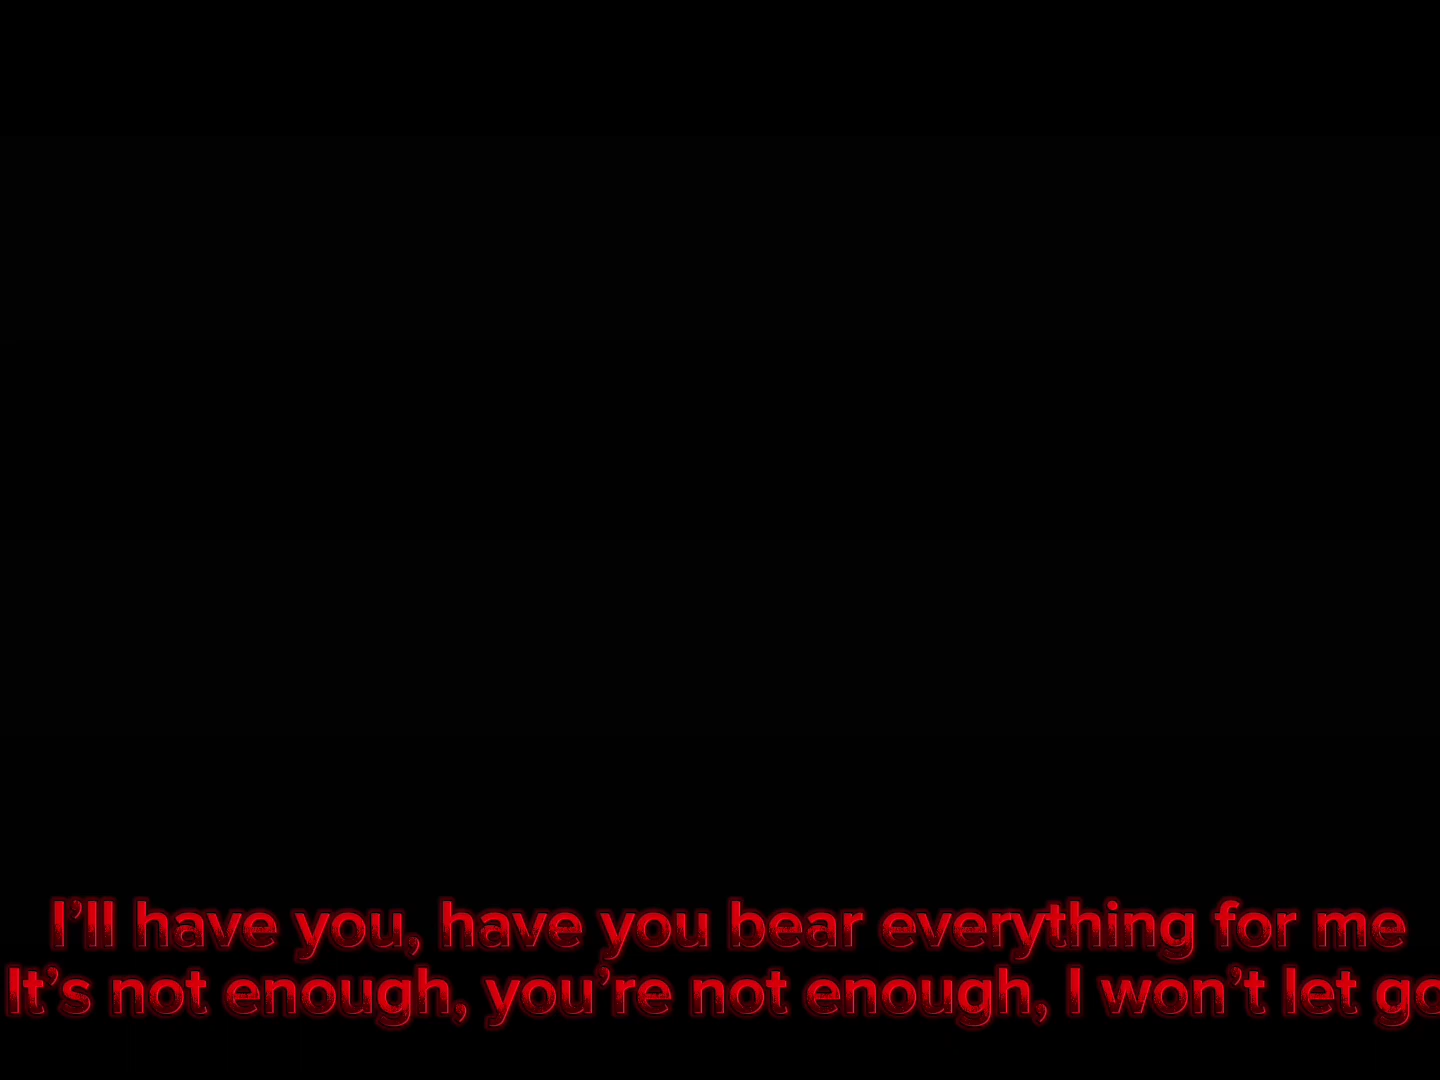 I’ll have you, have you bear everything for me
It’s not enough, you’re not enough, I won’t let go